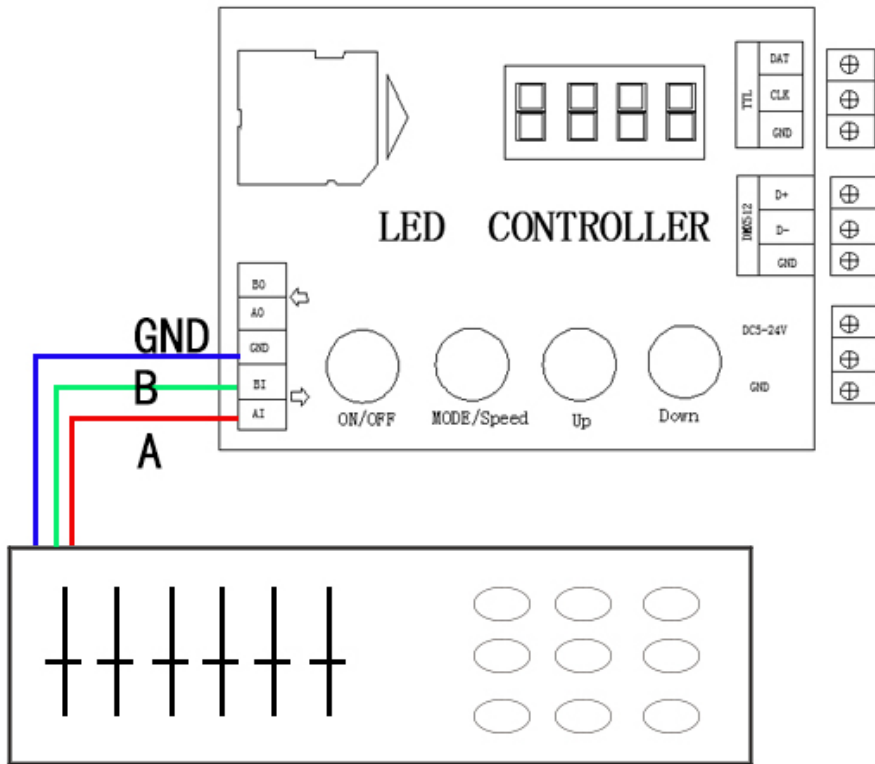 DAT
TTL
CLK
GND
D+
DMX512
D-
GND
LED CONTROLLER
BO
AO
GND
GND
DC5-24V
B
BI
GND
AI
ON/OFF
MODE/Speed
Up
Down
A